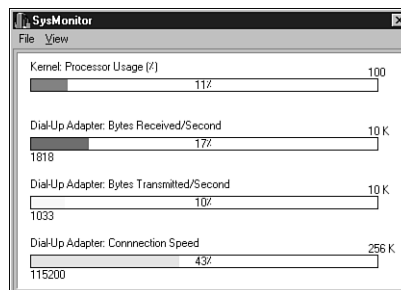 SysMonitor
File View
Kernel: Processor Usage (%)
100
11%
Dial-Up Adapter: Bytes Received/Second
10 K
17%
1818
Dial-Up Adapter: Bytes Transmitted/Second
10 K
10%
1033
Dial-Up Adapter: Connnection Speed
256 K
43%
115200